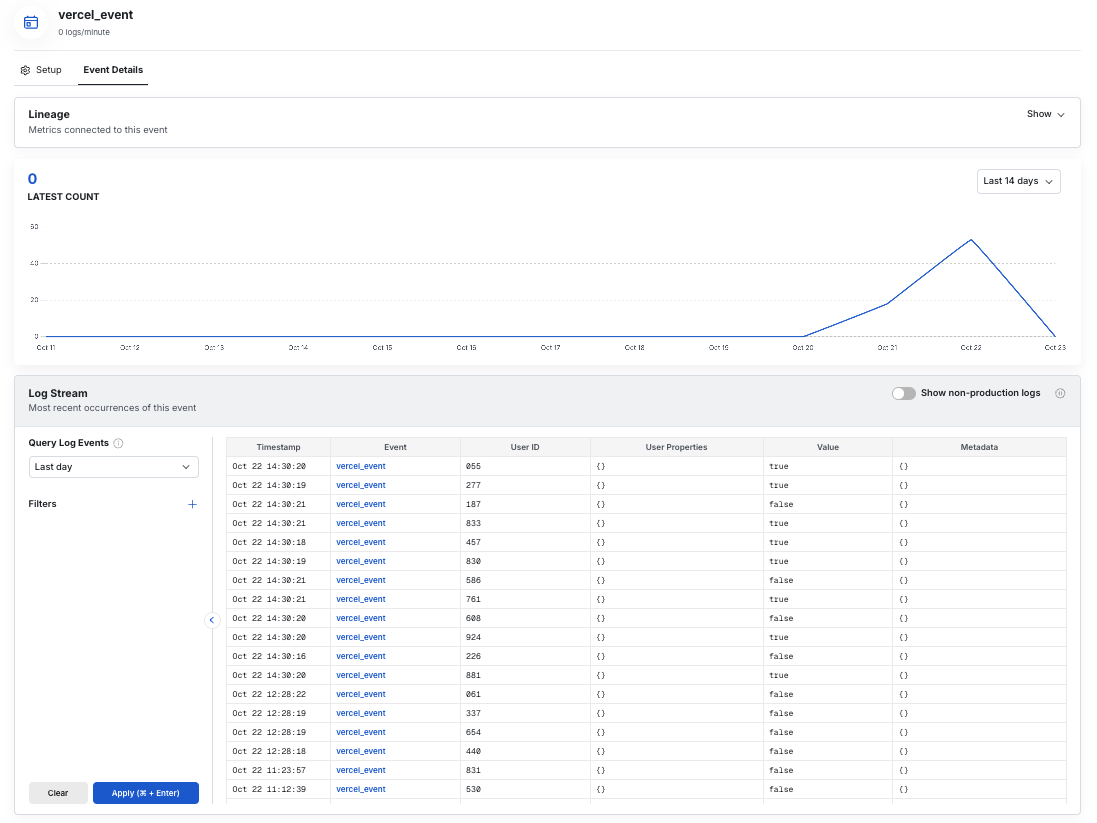 vercel_event
0 logs/minute
Setup Event Details
Lineage
Metrics connected to this event
Show
0
LATEST COUNT
Last 14 days
60
40
20
0
Oct 11 Oct 12 Oct 13 Oct 14 Oct 15 Oct 16 Oct 17 Oct 18 Oct 19 Oct 20 Oct 21 Oct 22 Oct 23
Log Stream
Most recent occurrences of this event
Show non-production logs
Query Log Events
Last day
Filters
Clear Apply (⌘ + Enter)
Timestamp Event User ID User Properties Value Metadata
Oct 22 14:30:20 vercel_event 055 {} true {}
Oct 22 14:30:19 vercel_event 277 {} true {}
Oct 22 14:30:21 vercel_event 187 {} false {}
Oct 22 14:30:21 vercel_event 833 {} true {}
Oct 22 14:30:18 vercel_event 457 {} true {}
Oct 22 14:30:19 vercel_event 830 {} true {}
Oct 22 14:30:21 vercel_event 586 {} false {}
Oct 22 14:30:21 vercel_event 761 {} true {}
Oct 22 14:30:20 vercel_event 608 {} false {}
Oct 22 14:30:20 vercel_event 924 {} true {}
Oct 22 14:30:16 vercel_event 226 {} false {}
Oct 22 14:30:20 vercel_event 881 {} true {}
Oct 22 12:28:22 vercel_event 061 {} false {}
Oct 22 12:28:19 vercel_event 337 {} false {}
Oct 22 12:28:19 vercel_event 654 {} false {}
Oct 22 12:28:18 vercel_event 440 {} false {}
Oct 22 11:23:57 vercel_event 831 {} false {}
Oct 22 11:12:39 vercel_event 530 {} false {}